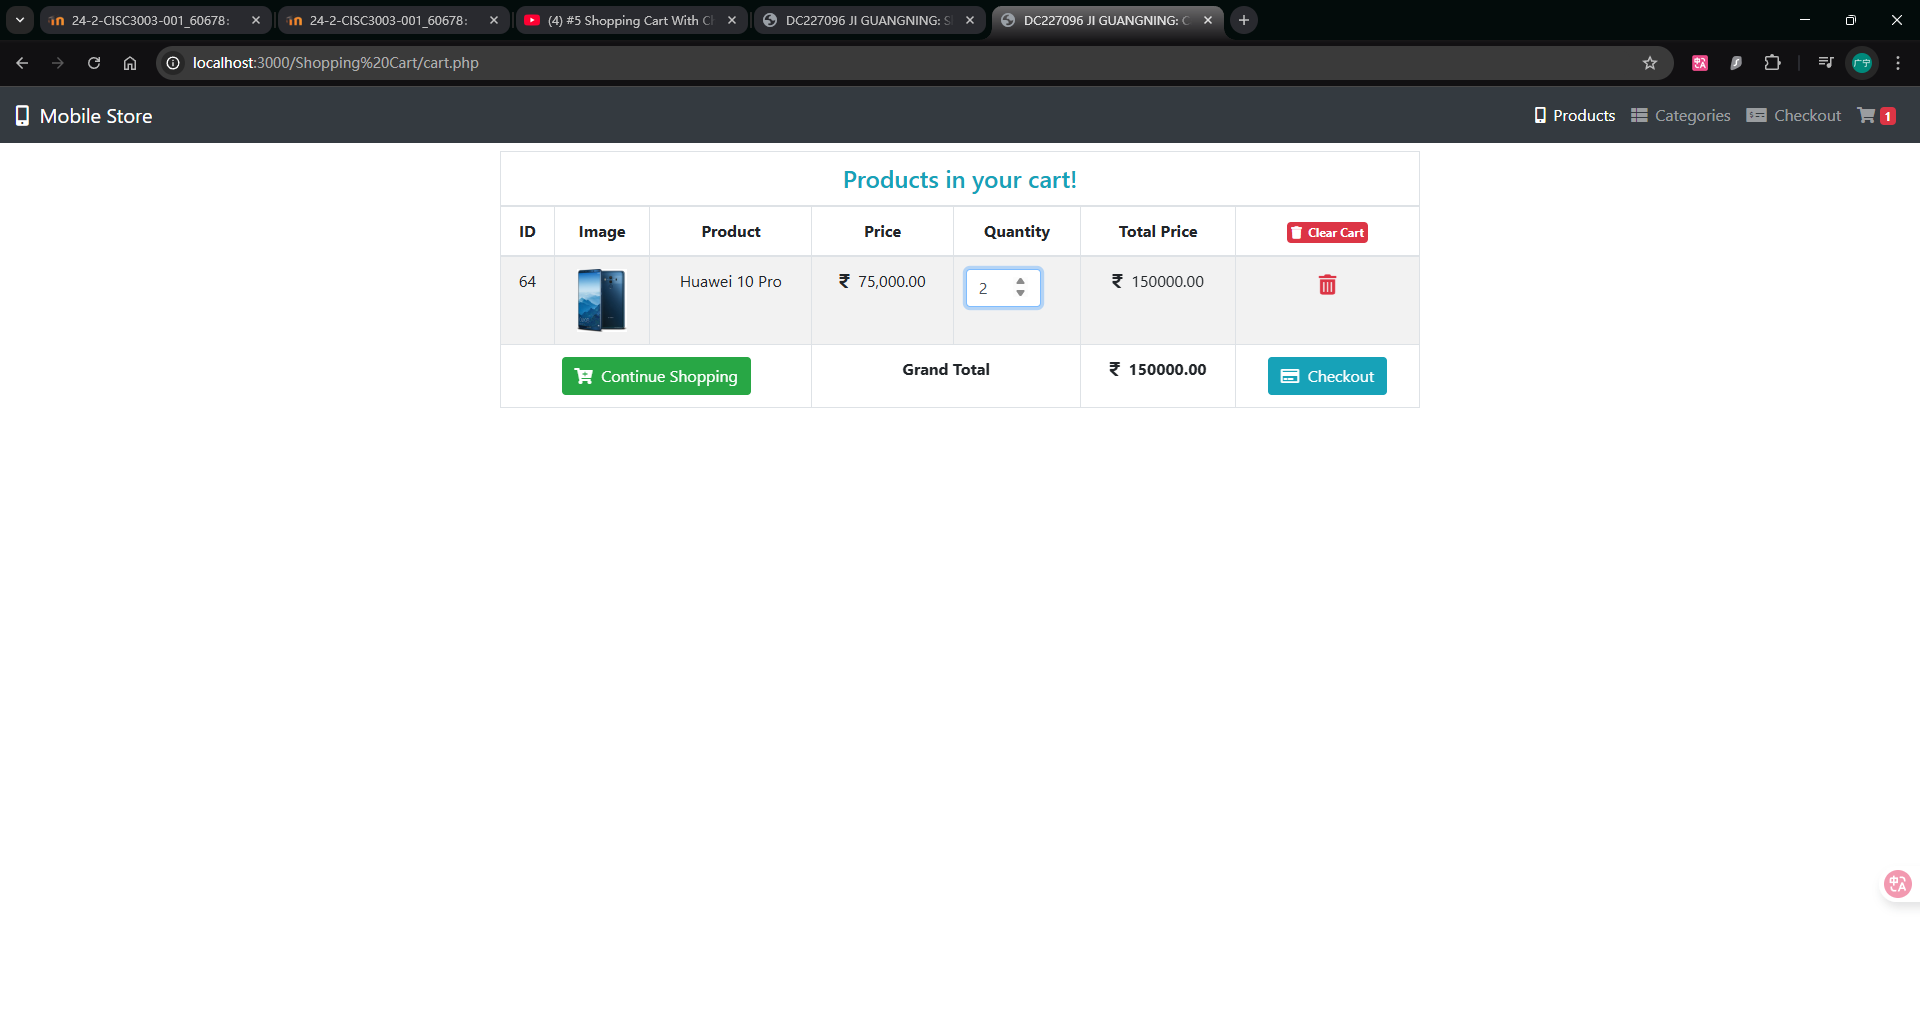 24-2-CISC3003-001_60678:
24-2-CISC3003-001_60678:
(4) #5 Shopping Cart With C
DC227096 JI GUANGNING: S
DC227096 JI GUANGNING: C
localhost:3000/Shopping%20Cart/cart.php
广宁
Mobile Store
Products
Categories
Checkout
1
Products in your cart!
ID Image Product Price Quantity Total Price Clear Cart
64 Huawei 10 Pro ₹ 75,000.00 2 ₹ 150000.00
Continue Shopping Grand Total ₹ 150000.00 Checkout